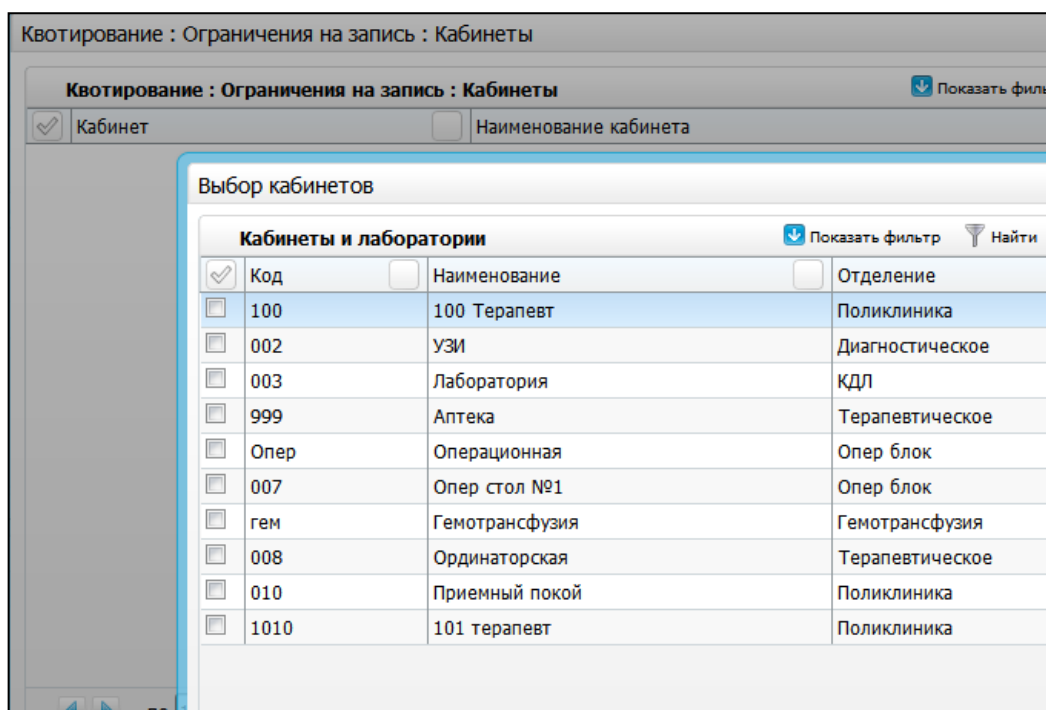 Квотирование : Ограничения на запись : Кабинеты
Квотирование : Ограничения на запись : Кабинеты Показать филь
Кабинет Наименование кабинета
Выбор кабинетов
Кабинеты и лаборатории Показать фильтр Найти
Код Наименование Отделение
100 100 Терапевт Поликлиника
002 УЗИ Диагностическое
003 Лаборатория КДЛ
999 Аптека Терапевтическое
Опер Операционная Опер блок
007 Опер стол №1 Опер блок
гем Гемотрансфузия Гемотрансфузия
008 Ординаторская Терапевтическое
010 Приемный покой Поликлиника
1010 101 терапевт Поликлиника